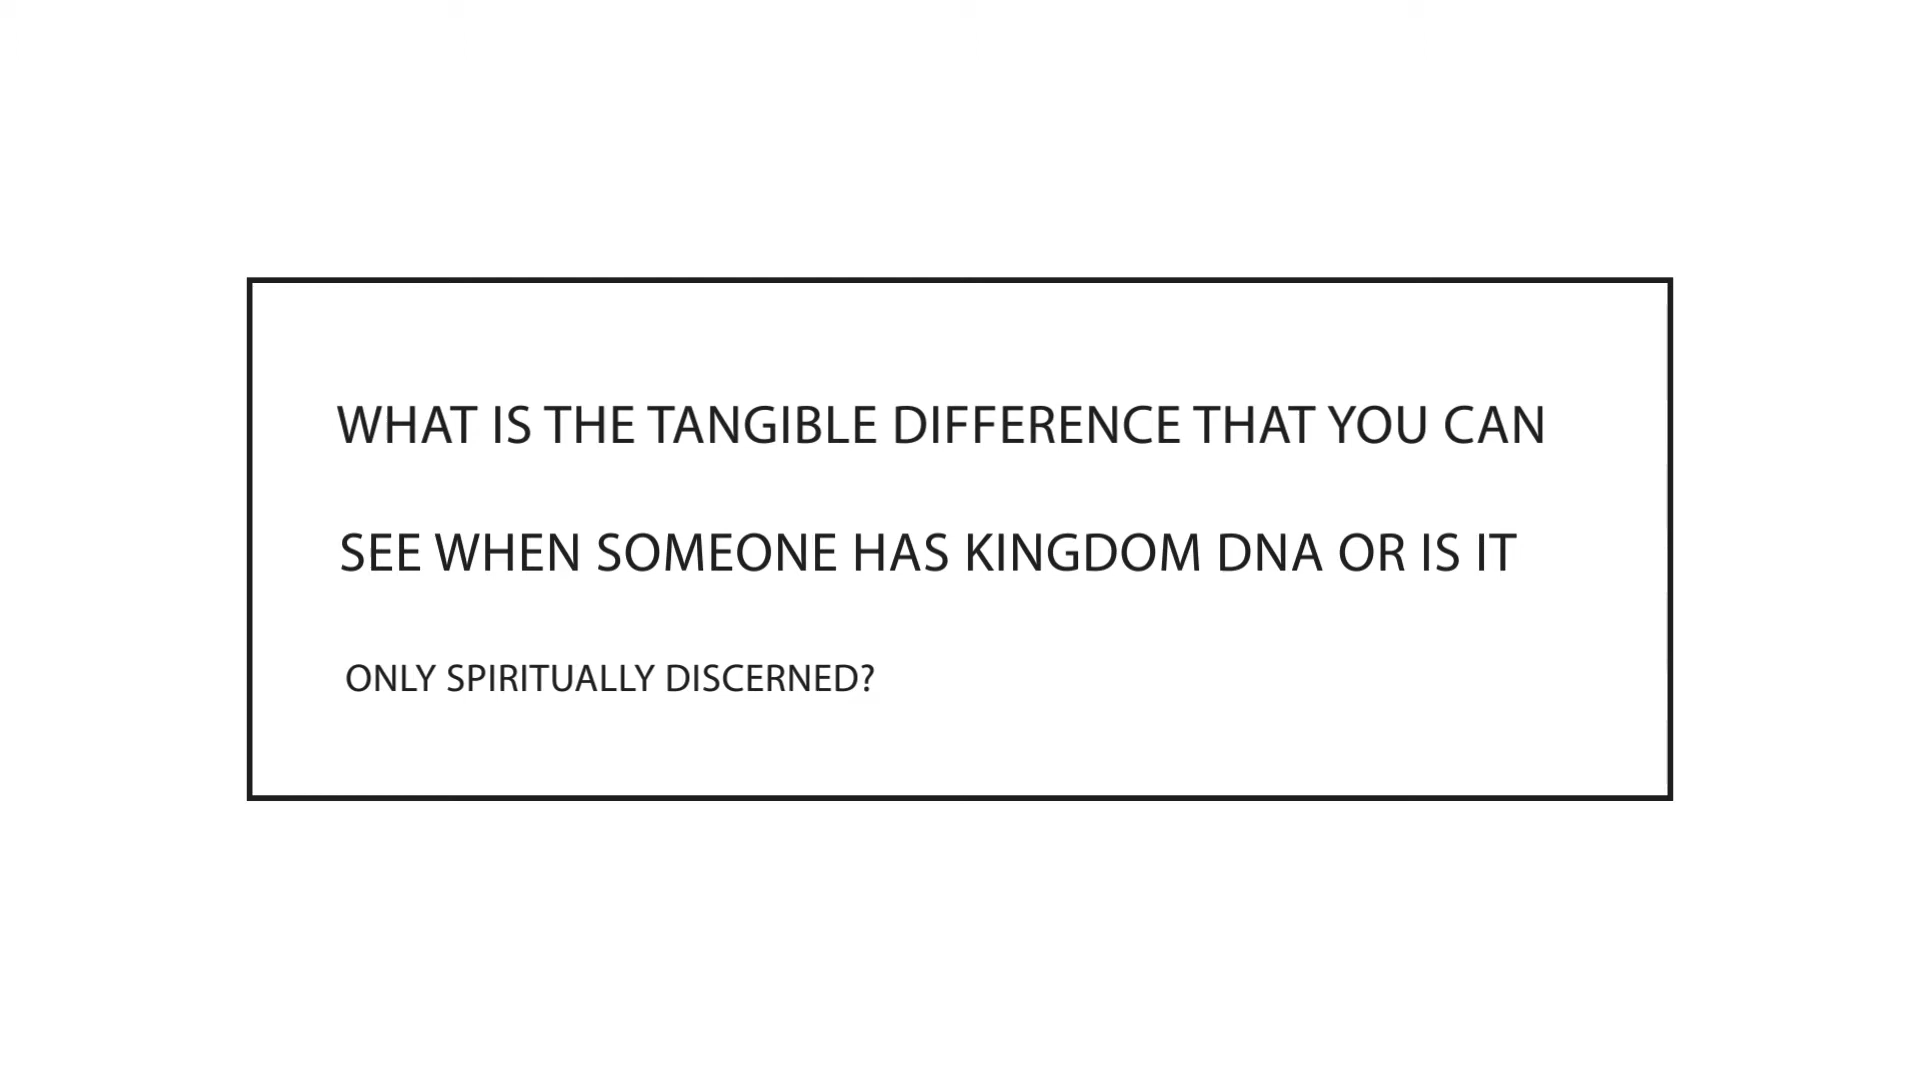 WHAT IS THE TANGIBLE DIFFERENCE THAT YOU CAN
SEE WHEN SOMEONE HAS KINGDOM DNA OR IS IT
ONLY SPIRITUALLY DISCERNED?